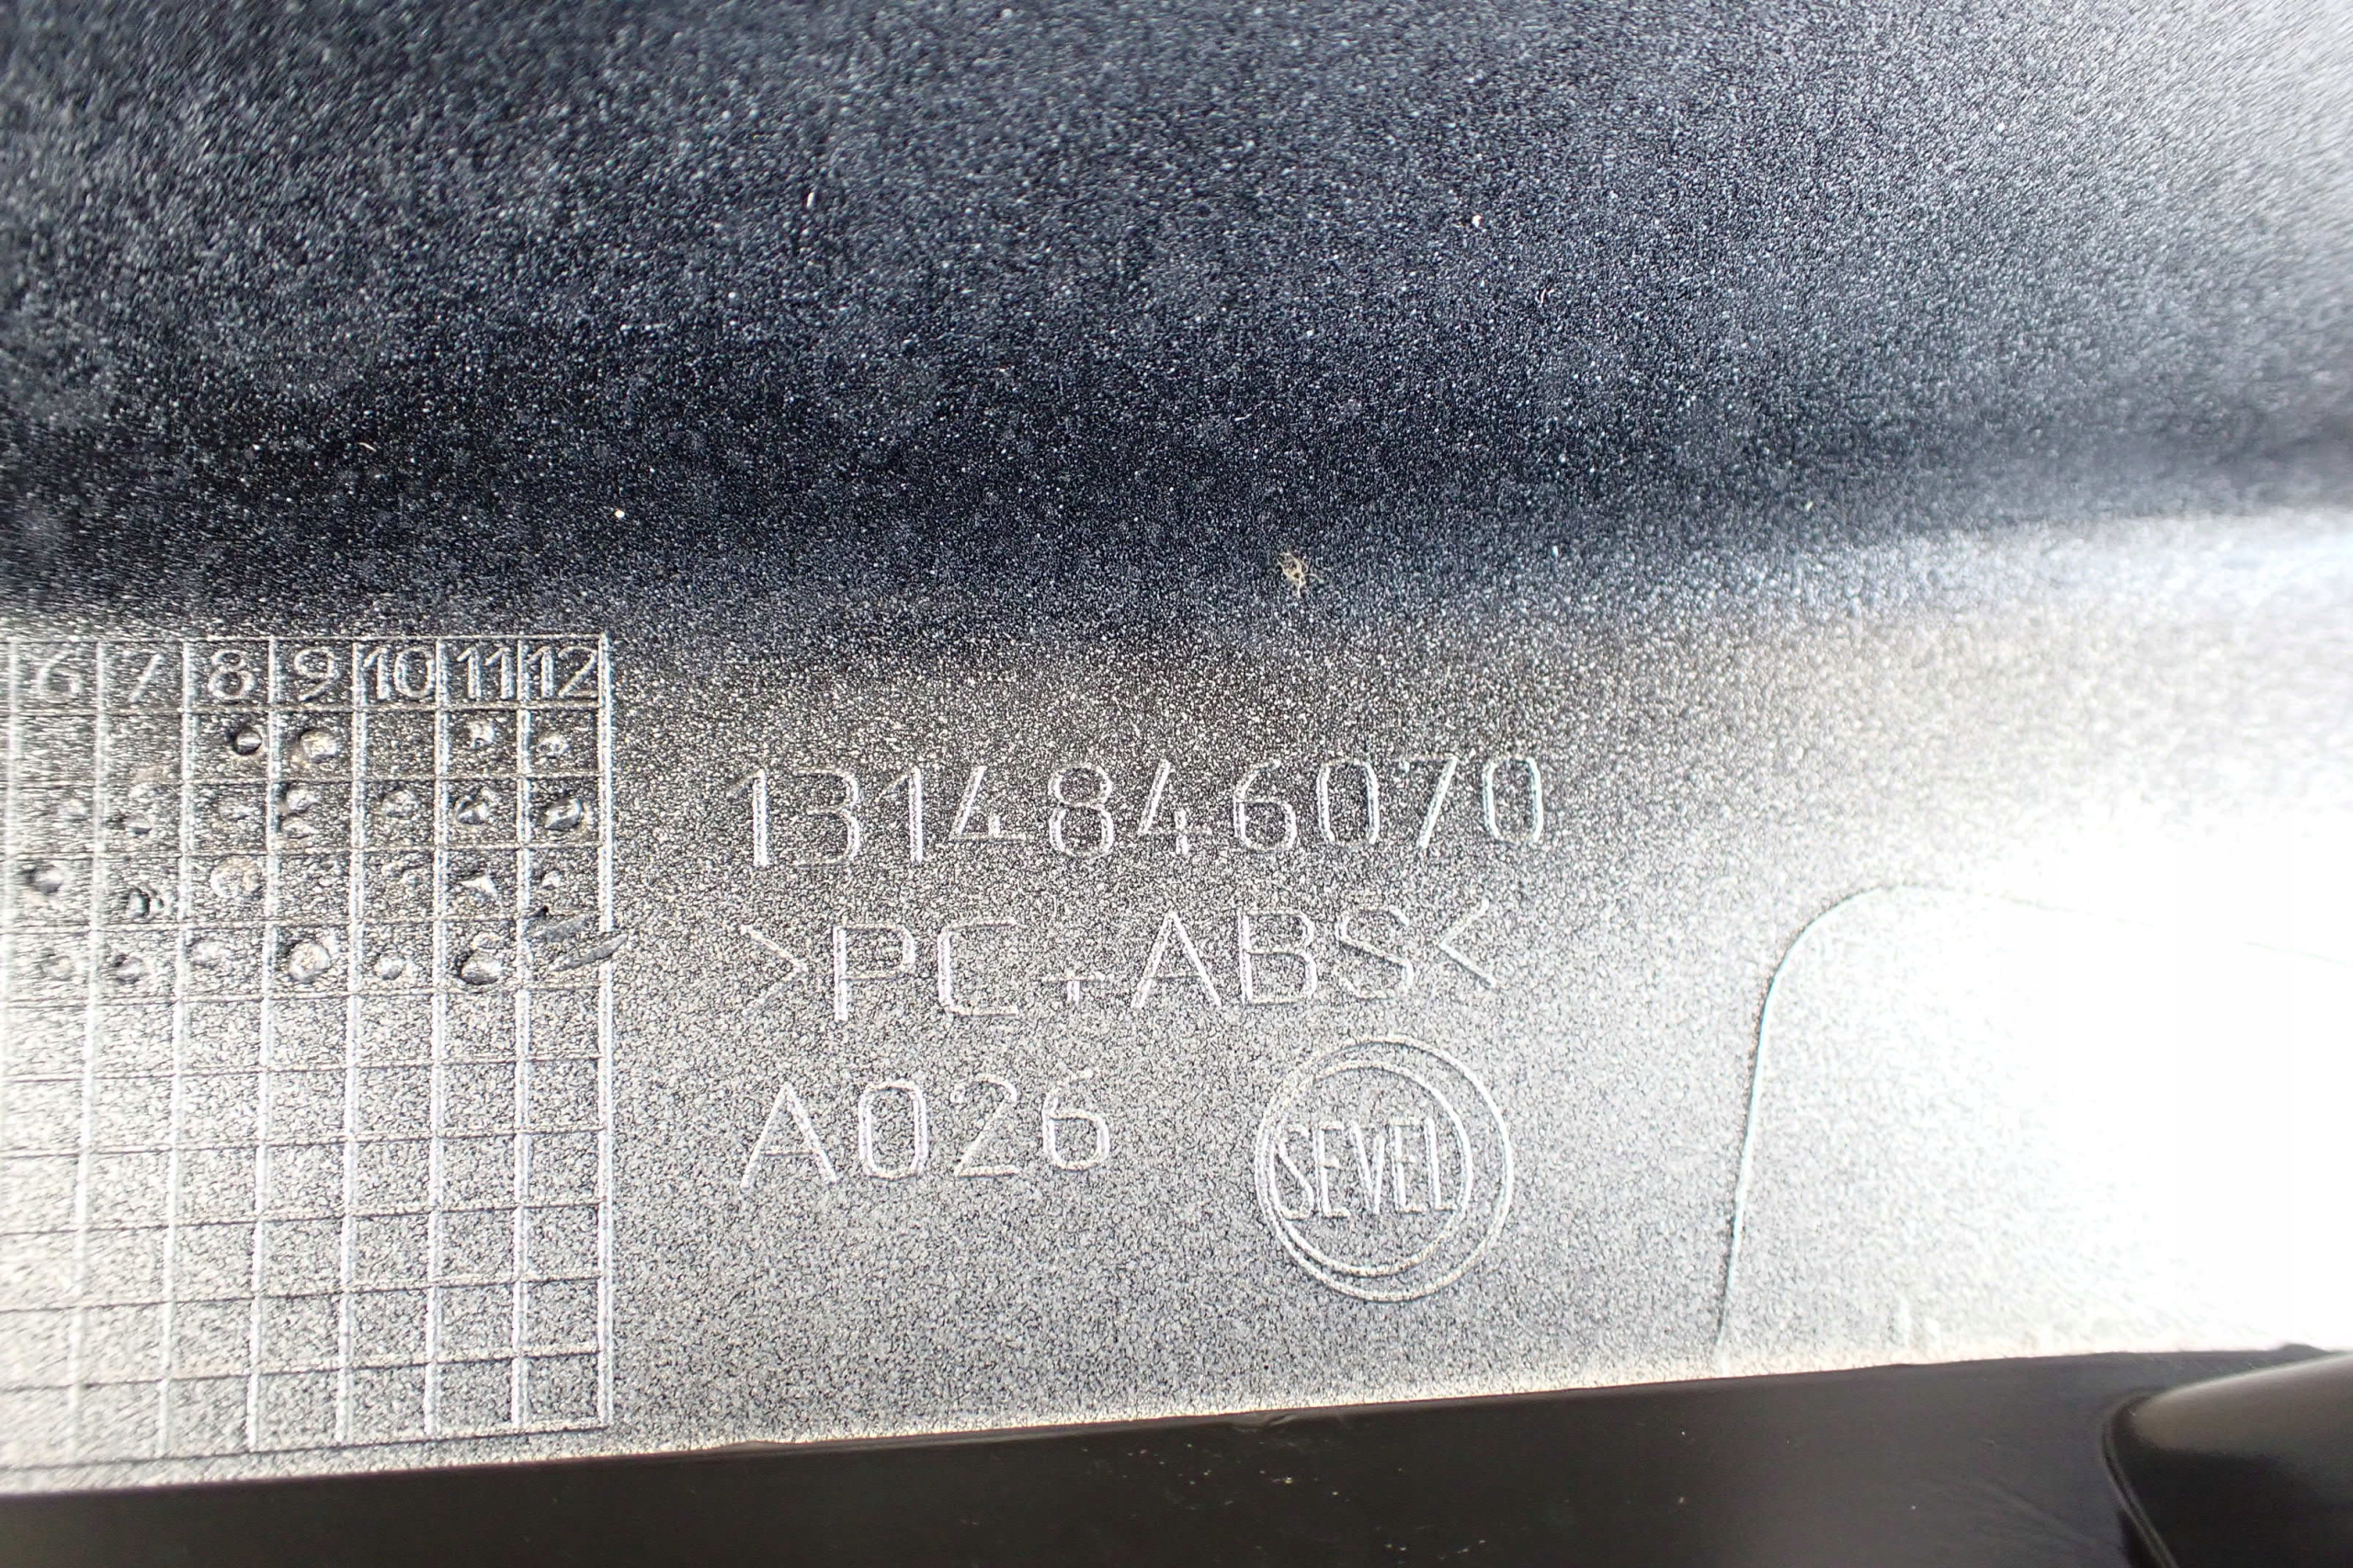 6 7 8 9 10 11 12
1314846070
>PC+ABS<
A026
SEVEL